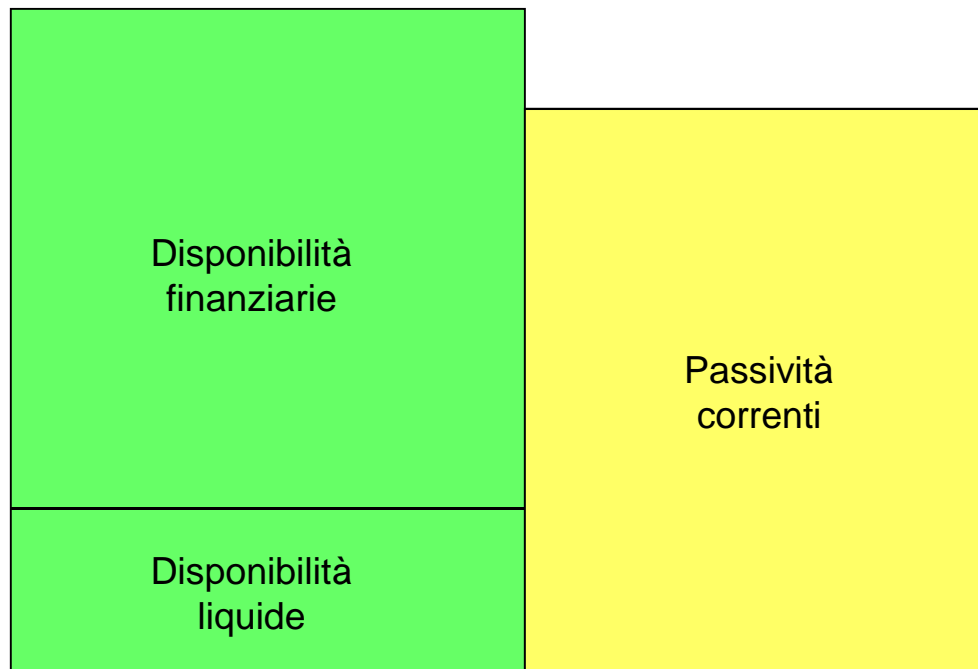 Disponibilità
finanziarie
Passività
correnti
Disponibilità
liquide